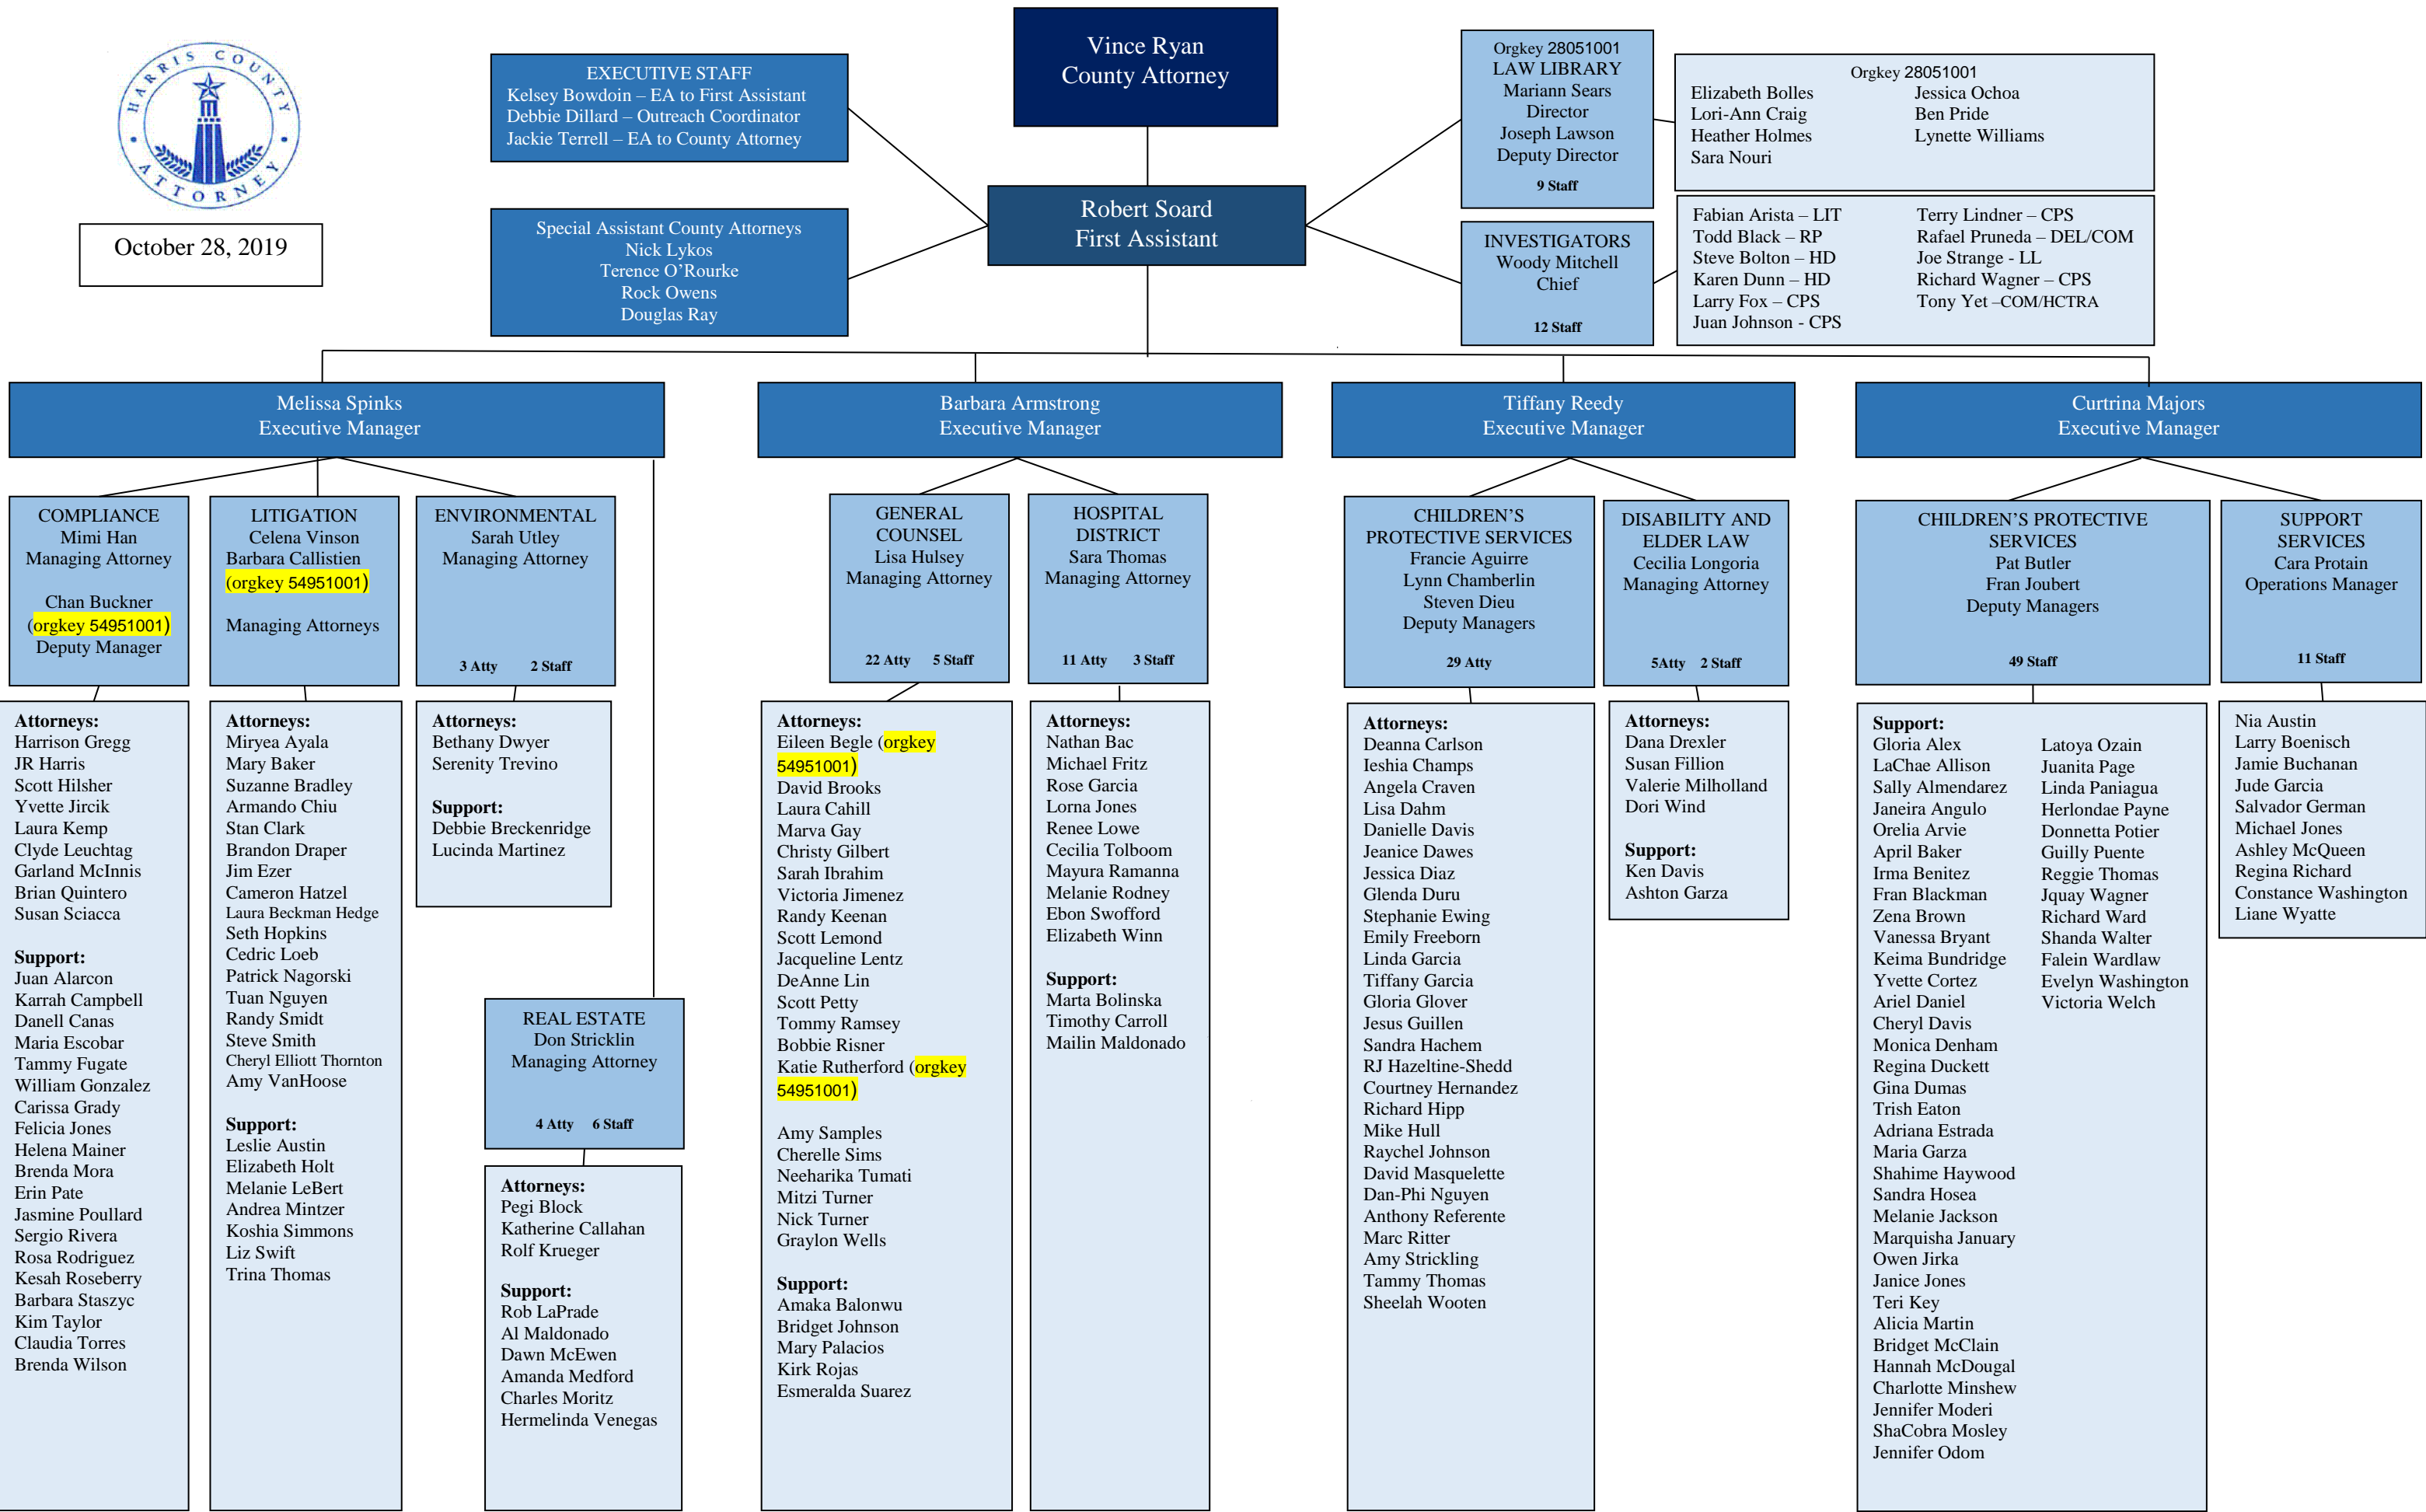 HARRIS COUNTY
ATTORNEY
October 28, 2019
EXECUTIVE STAFF
Kelsey Bowdoin – EA to First Assistant
Debbie Dillard – Outreach Coordinator
Jackie Terrell – EA to County Attorney
Special Assistant County Attorneys
Nick Lykos
Terence O’Rourke
Rock Owens
Douglas Ray
Vince Ryan
County Attorney
Robert Soard
First Assistant
Orgkey 28051001
LAW LIBRARY
Mariann Sears
Director
Joseph Lawson
Deputy Director
9 Staff
Orgkey 28051001
Elizabeth Bolles
Lori-Ann Craig
Heather Holmes
Sara Nouri
Jessica Ochoa
Ben Pride
Lynette Williams
INVESTIGATORS
Woody Mitchell
Chief
12 Staff
Fabian Arista – LIT
Todd Black – RP
Steve Bolton – HD
Karen Dunn – HD
Larry Fox – CPS
Juan Johnson - CPS
Terry Lindner – CPS
Rafael Pruneda – DEL/COM
Joe Strange - LL
Richard Wagner – CPS
Tony Yet –COM/HCTRA
Melissa Spinks
Executive Manager
COMPLIANCE
Mimi Han
Managing Attorney
Chan Buckner
(orgkey 54951001)
Deputy Manager
Attorneys:
Harrison Gregg
JR Harris
Scott Hilsher
Yvette Jircik
Laura Kemp
Clyde Leuchtag
Garland McInnis
Brian Quintero
Susan Sciacca
Support:
Juan Alarcon
Karrah Campbell
Danell Canas
Maria Escobar
Tammy Fugate
William Gonzalez
Carissa Grady
Felicia Jones
Helena Mainer
Brenda Mora
Erin Pate
Jasmine Poullard
Sergio Rivera
Rosa Rodriguez
Kesah Roseberry
Barbara Staszyc
Kim Taylor
Claudia Torres
Brenda Wilson
LITIGATION
Celena Vinson
Barbara Callistien
(orgkey 54951001)
Managing Attorneys
Attorneys:
Miryea Ayala
Mary Baker
Suzanne Bradley
Armando Chiu
Stan Clark
Brandon Draper
Jim Ezer
Cameron Hatzel
Laura Beckman Hedge
Seth Hopkins
Cedric Loeb
Patrick Nagorski
Tuan Nguyen
Randy Smidt
Steve Smith
Cheryl Elliott Thornton
Amy VanHoose
Support:
Leslie Austin
Elizabeth Holt
Melanie LeBert
Andrea Mintzer
Koshia Simmons
Liz Swift
Trina Thomas
ENVIRONMENTAL
Sarah Utley
Managing Attorney
3 Atty 2 Staff
Attorneys:
Bethany Dwyer
Serenity Trevino
Support:
Debbie Breckenridge
Lucinda Martinez
REAL ESTATE
Don Stricklin
Managing Attorney
4 Atty 6 Staff
Attorneys:
Pegi Block
Katherine Callahan
Rolf Krueger
Support:
Rob LaPrade
Al Maldonado
Dawn McEwen
Amanda Medford
Charles Moritz
Hermelinda Venegas
Barbara Armstrong
Executive Manager
GENERAL
COUNSEL
Lisa Hulsey
Managing Attorney
22 Atty 5 Staff
Attorneys:
Eileen Begle (orgkey
54951001)
David Brooks
Laura Cahill
Marva Gay
Christy Gilbert
Sarah Ibrahim
Victoria Jimenez
Randy Keenan
Scott Lemond
Jacqueline Lentz
DeAnne Lin
Scott Petty
Tommy Ramsey
Bobbie Risner
Katie Rutherford (orgkey
54951001)
Amy Samples
Cherelle Sims
Neeharika Tumati
Mitzi Turner
Nick Turner
Graylon Wells
Support:
Amaka Balonwu
Bridget Johnson
Mary Palacios
Kirk Rojas
Esmeralda Suarez
HOSPITAL
DISTRICT
Sara Thomas
Managing Attorney
11 Atty 3 Staff
Attorneys:
Nathan Bac
Michael Fritz
Rose Garcia
Lorna Jones
Renee Lowe
Cecilia Tolboom
Mayura Ramanna
Melanie Rodney
Ebon Swofford
Elizabeth Winn
Support:
Marta Bolinska
Timothy Carroll
Mailin Maldonado
Tiffany Reedy
Executive Manager
CHILDREN’S
PROTECTIVE SERVICES
Francie Aguirre
Lynn Chamberlin
Steven Dieu
Deputy Managers
29 Atty
Attorneys:
Deanna Carlson
Ieshia Champs
Angela Craven
Lisa Dahm
Danielle Davis
Jeanice Dawes
Jessica Diaz
Glenda Duru
Stephanie Ewing
Emily Freeborn
Linda Garcia
Tiffany Garcia
Gloria Glover
Jesus Guillen
Sandra Hachem
RJ Hazeltine-Shedd
Courtney Hernandez
Richard Hipp
Mike Hull
Raychel Johnson
David Masquelette
Dan-Phi Nguyen
Anthony Referente
Marc Ritter
Amy Strickling
Tammy Thomas
Sheelah Wooten
DISABILITY AND
ELDER LAW
Cecilia Longoria
Managing Attorney
5Atty 2 Staff
Attorneys:
Dana Drexler
Susan Fillion
Valerie Milholland
Dori Wind
Support:
Ken Davis
Ashton Garza
Curtrina Majors
Executive Manager
CHILDREN’S PROTECTIVE
SERVICES
Pat Butler
Fran Joubert
Deputy Managers
49 Staff
Support:
Gloria Alex
LaChae Allison
Sally Almendarez
Janeira Angulo
Orelia Arvie
April Baker
Irma Benitez
Fran Blackman
Zena Brown
Vanessa Bryant
Keima Bundridge
Yvette Cortez
Ariel Daniel
Cheryl Davis
Monica Denham
Regina Duckett
Gina Dumas
Trish Eaton
Adriana Estrada
Maria Garza
Shahime Haywood
Sandra Hosea
Melanie Jackson
Marquisha January
Owen Jirka
Janice Jones
Teri Key
Alicia Martin
Bridget McClain
Hannah McDougal
Charlotte Minshew
Jennifer Moderi
ShaCobra Mosley
Jennifer Odom
Latoya Ozain
Juanita Page
Linda Paniagua
Herlondae Payne
Donnetta Potier
Guilly Puente
Reggie Thomas
Jquay Wagner
Richard Ward
Shanda Walter
Falein Wardlaw
Evelyn Washington
Victoria Welch
SUPPORT
SERVICES
Cara Protain
Operations Manager
11 Staff
Nia Austin
Larry Boenisch
Jamie Buchanan
Jude Garcia
Salvador German
Michael Jones
Ashley McQueen
Regina Richard
Constance Washington
Liane Wyatte